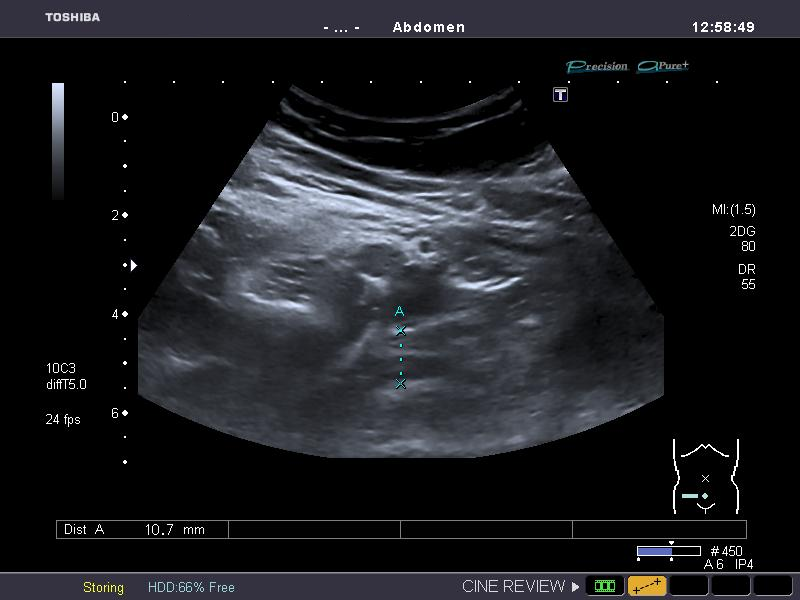 TOSHIBA
- ... - Abdomen 12:58:49
Precision APure+
T
0
2
4
6
MI:(1.5)
2DG
80
DR
55
A
10C3
diffT5.0
24 fps
Dist A 10.7 mm
#450
A 6 IP4
Storing HDD:66% Free CINE REVIEW